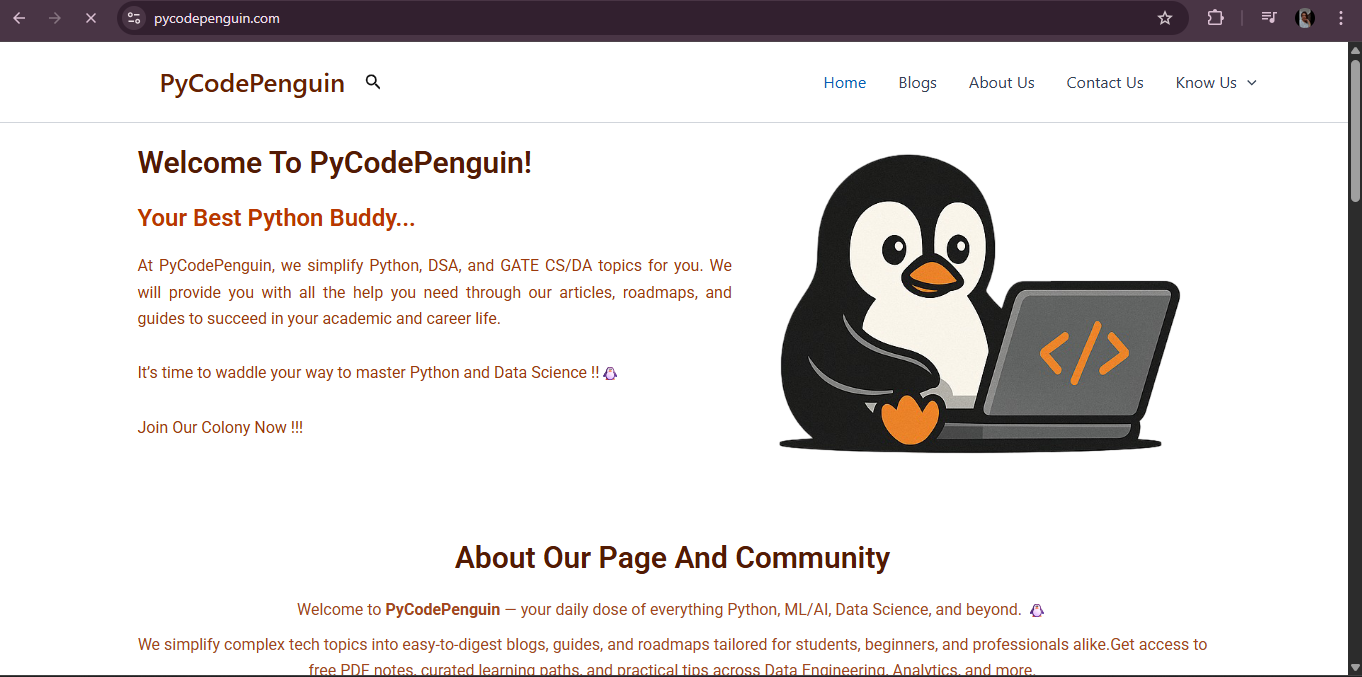 pycodepenguin.com
PyCodePenguin
Home Blogs About Us Contact Us Know Us
Welcome To PyCodePenguin!
Your Best Python Buddy...
At PyCodePenguin, we simplify Python, DSA, and GATE CS/DA topics for you. We
will provide you with all the help you need through our articles, roadmaps, and
guides to succeed in your academic and career life.
It's time to waddle your way to master Python and Data Science !!🐧
Join Our Colony Now !!!
</>
About Our Page And Community
Welcome to PyCodePenguin — your daily dose of everything Python, ML/AI, Data Science, and beyond. 🐧
We simplify complex tech topics into easy-to-digest blogs, guides, and roadmaps tailored for students, beginners, and professionals alike.Get access to
free PDF notes, curated learning paths, and practical tips across Data Engineering, Analytics, and more.